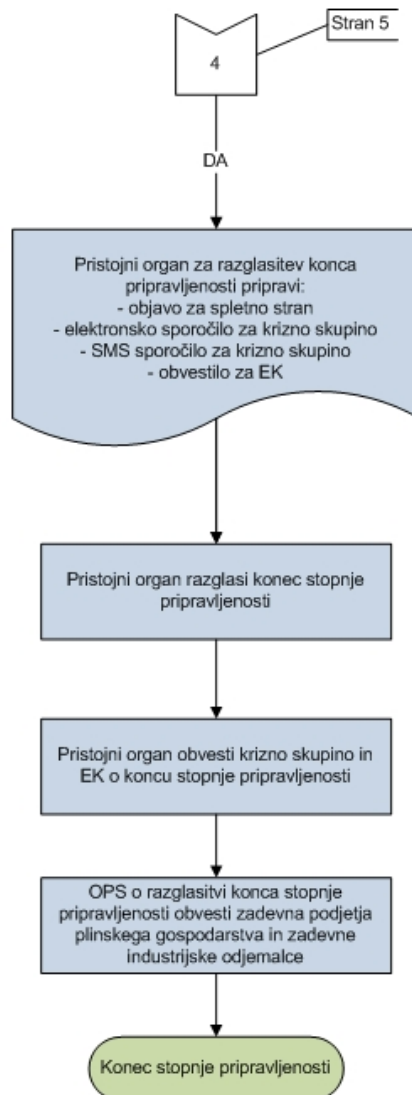 Stran 5
4
DA
Pristojni organ za razglasitev konca
pripravljenosti pripravi:
- objavo za spletno stran
- elektronsko sporočilo za krizno skupino
- SMS sporočilo za krizno skupino
- obvestilo za EK
Pristojni organ razglasi konec stopnje
pripravljenosti
Pristojni organ obvesti krizno skupino in
EK o koncu stopnje pripravljenosti
OPS o razglasitvi konca stopnje
pripravljenosti obvesti zadevna podjetja
plinskega gospodarstva in zadevne
industrijske odjemalce
Konec stopnje pripravljenosti